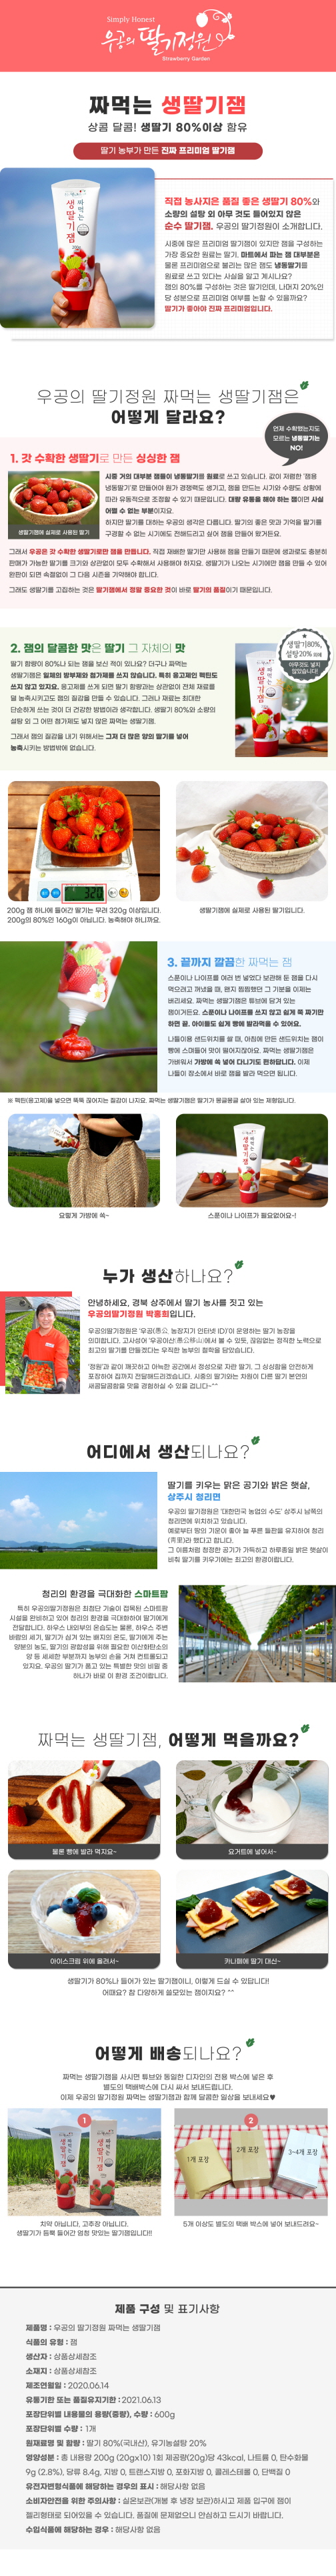 Simply Honest
우공의 딸기정원
Strawberry Garden
짜먹는 생딸기잼
상콤 달콤! 생딸기 80%이상 함유
딸기 농부가 만든 진짜 프리미엄 딸기잼
직접 농사지은 품질 좋은 생딸기 80%와
소량의 설탕 외 아무 것도 들어있지 않은
순수 딸기잼, 우공의 딸기정원이 소개합니다.
시중에 많은 프리미엄 딸기잼이 있지만 잼을 구성하는
가장 중요한 원료는 딸기, 마트에서 파는 잼 대부분은
물론 프리미엄으로 불리는 많은 잼도 냉동딸기를
원료로 쓰고 있다는 사실을 알고 계시나요?
잼의 80%를 구성하는 것은 딸기인데, 나머지 20%인
당 성분으로 프리미엄 여부를 논할 수 있을까요?
딸기가 좋아야 진짜 프리미엄입니다.
우공의 딸기정원 짜먹는 생딸기잼은
어떻게 달라요?
언제 수확했는지도
모르는 냉동딸기는
NO!
1. 갓 수확한 생딸기로 만든 싱싱한 잼
생딸기잼에 실제로 사용된 딸기
시중 거의 대부분 잼들이 냉동딸기를 원료로 쓰고 있습니다. 값이 저렴한 '잼용
냉동딸기'로 만들어야 원가 경쟁력도 생기고, 잼을 만드는 시기와 수량도 상황에
따라 유동적으로 조절할 수 있기 때문입니다. 대량 유통을 해야 하는 잼이면 사실
어쩔 수 없는 부분이지요.
하지만 딸기를 대하는 우공의 생각은 다릅니다. 딸기의 좋은 맛과 기억을 딸기를
구경할 수 없는 시기에도 전해드리고 싶어 잼을 만들어 왔거든요.
그래서 우공은 갓 수확한 생딸기로만 잼을 만듭니다. 직접 재배한 딸기만 사용해 잼을 만들기 때문에 생과로도 충분히
판매가 가능한 딸기를 크기와 상관없이 모두 수확해서 사용해야 하지요. 생딸기가 나오는 시기에만 잼을 만들 수 있어
원판이 되면 속절없이 그 다음 시즌을 기약해야 합니다.
그래도 생딸기를 고집하는 것은 딸기잼에서 정말 중요한 것이 바로 딸기의 품질이기 때문입니다.
2. 잼의 달콤한 맛은 딸기 그 자체의 맛
딸기 함량이 80%나 되는 잼을 보신 적이 있나요? 더구나 짜먹는
생딸기잼은 일체의 방부제와 첨가제를 쓰지 않습니다. 특히 응고제인 펙틴도
쓰지 않고 있지요. 응고제를 쓰게 되면 딸기 함량과는 상관없이 전체 재료를
덜 농축시키고도 잼의 질감을 만들 수 있습니다. 그러나 재료는 최대한
단순하게 쓰는 것이 더 건강한 방법이라 생각합니다. 생딸기 80%와 소량의
설탕 외 그 어떤 첨가제도 넣지 않은 짜먹는 생딸기잼.
그래서 잼의 질감을 내기 위해서는 그저 더 많은 양의 딸기를 넣어
농축시키는 방법밖에 없습니다.
생딸기80%,
설탕20% 외에
아무것도 넣지
않았습니다!
200g 잼 하나에 들어간 딸기는 무려 320g 이상입니다.
200g의 80%인 160g이 아닙니다. 농축해야 하니까요.
생딸기잼에 실제로 사용된 딸기입니다.
3. 끝까지 깔끔한 짜먹는 잼
스푼이나 나이프를 여러 번 넣었다 보관해 둔 잼을 다시
먹으려고 꺼냈을 때, 왠지 찜찜했던 그 기분을 이제는
버리세요. 짜먹는 생딸기잼은 튜브에 담겨 있는
잼이거든요. 스푼이나 나이프를 쓰지 않고 쉽게 쭉 짜기만
하면 끝. 아이들도 쉽게 빵에 발라먹을 수 있어요.
나들이용 샌드위치를 쌀 때, 아침에 만든 샌드위치는 잼이
빵에 스며들어 맛이 떨어지잖아요. 짜먹는 생딸기잼은
가벼워서 가방에 쏙 넣어 다니기도 편하답니다. 이제
나들이 장소에서 바로 잼을 발라 먹으면 됩니다.
※ 펙틴(응고제)을 넣으면 뚝뚝 끊어지는 질감이 나지요. 짜먹는 생딸기잼은 딸기가 몽글몽글 살아 있는 제형입니다.
요렇게 가방에 쏙~
스푼이나 나이프가 필요없어요~!
누가 생산하나요?
안녕하세요, 경북 상주에서 딸기 농사를 짓고 있는
우공의딸기정원 박홍희입니다.
우공의딸기정원은 '우공(愚公, 농장지기 인터넷 ID)'이 운영하는 딸기 농장을
의미합니다. 고사성어 '우공이산(愚公移山)에서 볼 수 있듯, 끊임없는 정직한 노력으로
최고의 딸기를 만들겠다는 우직한 농부의 철학을 담았습니다.
'정원'과 같이 깨끗하고 아늑한 공간에서 정성으로 자란 딸기, 그 싱싱함을 안전하게
포장하여 집까지 전달해드리겠습니다. 시중의 딸기와는 차원이 다른 딸기 본연의
새콤달콤함을 맛을 경험하실 수 있을 겁니다~^^
어디에서 생산되나요?
딸기를 키우는 맑은 공기와 밝은 햇살,
상주시 청리면
우공의 딸기정원은 '대한민국 농업의 수도' 상주시 남쪽의
청리면에 위치하고 있습니다.
예로부터 땅의 기운이 좋아 늘 푸른 들판을 유지하여 청리
(靑里)라 했다고 합니다.
그 이름처럼 청정한 공기가 가득하고 하루종일 밝은 햇살이
비춰 딸기를 키우기에는 최고의 환경이랍니다.
청리의 환경을 극대화한 스마트팜
특히 우공의딸기정원은 최첨단 기술이 접목된 스마트팜
시설을 완비하고 있어 청리의 환경을 극대화하여 딸기에게
전달합니다. 하우스 내외부의 온습도는 물론, 하우스 주변
바람의 세기, 딸기가 심겨 있는 배지의 온도, 딸기에게 주는
양분의 농도, 딸기의 광합성을 위해 필요한 이산화탄소의
양 등 세세한 부분까지 농부의 손을 거쳐 컨트롤되고
있지요. 우공의 딸기가 품고 있는 특별한 맛의 비밀 중
하나가 바로 이 환경 조건이랍니다.
짜먹는 생딸기잼, 어떻게 먹을까요?
물론 빵에 발라 먹지요~
요거트에 넣어서~
아이스크림 위에 올려서~
카나페에 딸기 대신~
생딸기가 80%나 들어가 있는 딸기잼이니, 이렇게 드실 수 있답니다!
어때요? 참 다양하게 쓸모있는 잼이지요? ^^
어떻게 배송되나요?
짜먹는 생딸기잼을 사시면 튜브와 동일한 디자인의 전용 박스에 넣은 후
별도의 택배박스에 다시 싸서 보내드립니다.
이제 우공의 딸기정원 짜먹는 생딸기잼과 함께 달콤한 일상을 보내세요♥
1
2
1개 포장
2개 포장
3~4개 포장
치약 아닙니다, 고추장 아닙니다.
생딸기가 듬뿍 들어간 엄청 맛있는 딸기잼입니다!!
5개 이상도 별도의 택배 박스에 넣어 보내드려요~
제품 구성 및 표기사항
제품명 : 우공의 딸기정원 짜먹는 생딸기잼
식품의 유형 : 잼
생산자 : 상품상세참조
소재지 : 상품상세참조
제조연월일 : 2020.06.14
유통기한 또는 품질유지기한 : 2021.06.13
포장단위별 내용물의 용량(중량), 수량 : 600g
포장단위별 수량 : 1개
원재료명 및 함량 : 딸기 80%(국내산), 유기농설탕 20%
영양성분 : 총 내용량 200g (20gx10) 1회 제공량(20g)당 43kcal, 나트륨 0, 탄수화물
9g (2.8%), 당류 8.4g, 지방 0, 트랜스지방 0, 포화지방 0, 콜레스테롤 0, 단백질 0
유전자변형식품에 해당하는 경우의 표시 : 해당사항 없음
소비자안전을 위한 주의사항 : 실온보관(개봉 후 냉장 보관)하시고 제품 입구에 잼이
젤리형태로 되어있을 수 있습니다. 품질에 문제없으니 안심하고 드시기 바랍니다.
수입식품에 해당하는 경우 : 해당사항 없음